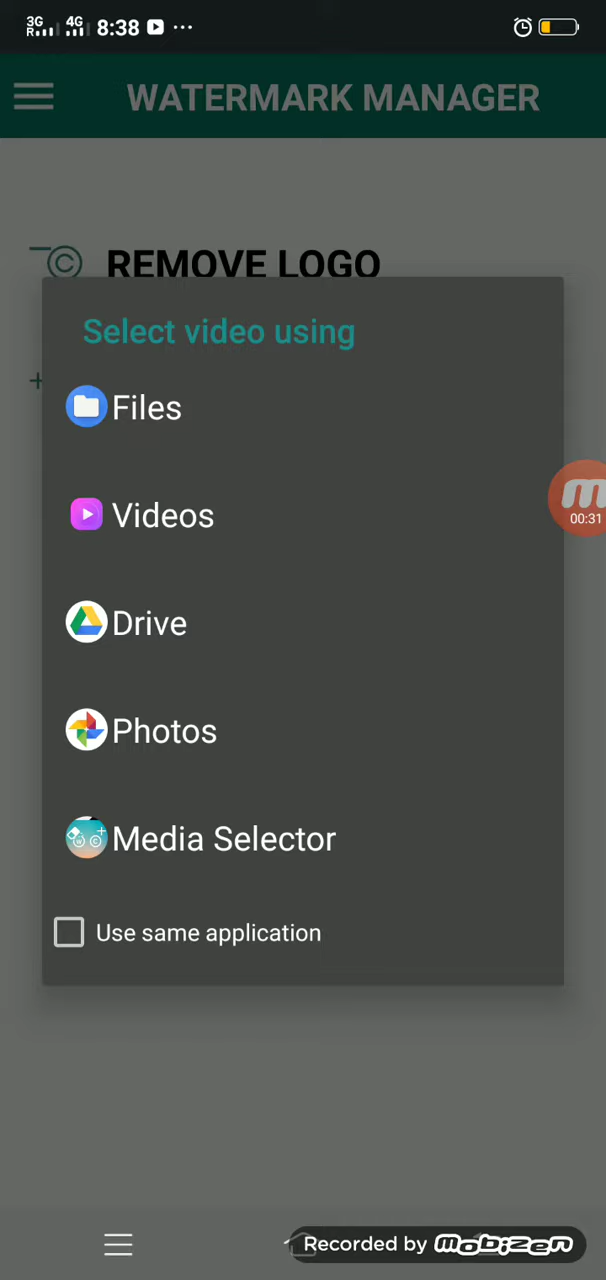 3G R 4G 8:38
WATERMARK MANAGER
REMOVE LOGO
Select video using
Files
Videos
00:31
Drive
Photos
Media Selector
Use same application
Recorded by mobizen